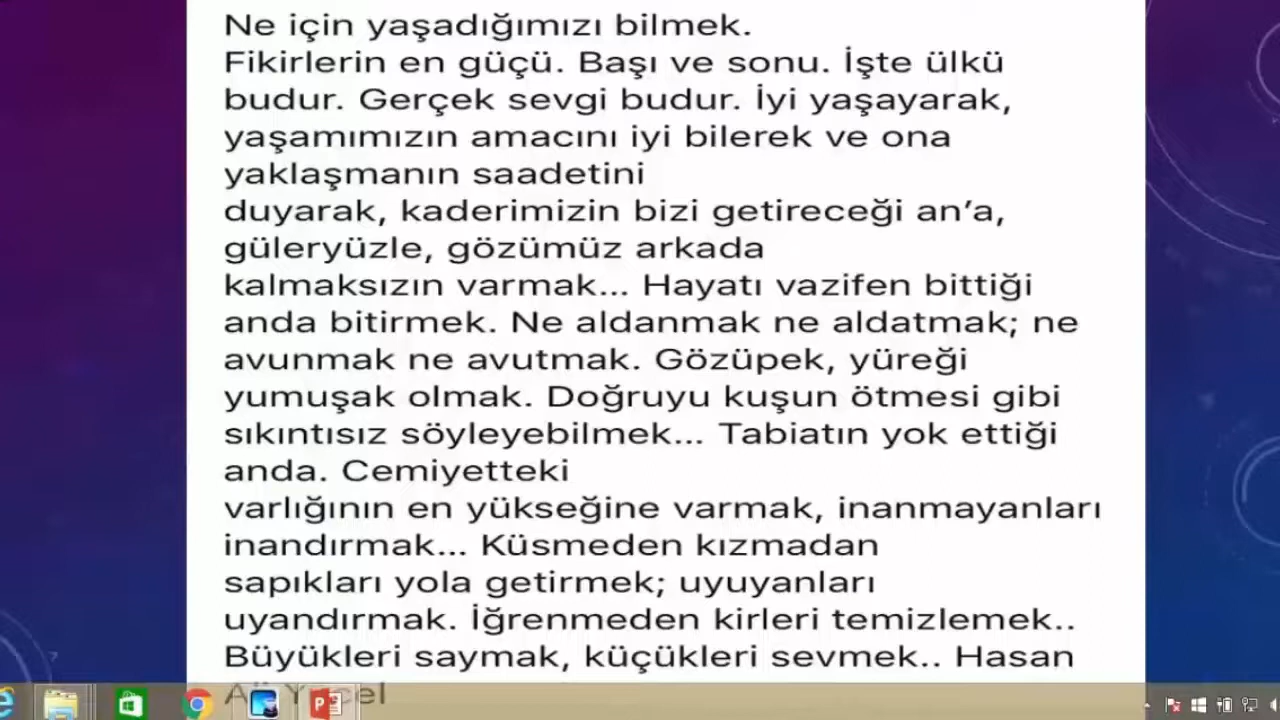 Ne için yaşadığımızı bilmek.
Fikirlerin en güçü. Başı ve sonu. İşte ülkü
budur. Gerçek sevgi budur. İyi yaşayarak,
yaşamımızın amacını iyi bilerek ve ona
yaklaşmanın saadetini
duyarak, kaderimizin bizi getireceği an’a,
güleryüzle, gözümüz arkada
kalmaksızın varmak... Hayatı vazifen bittiği
anda bitirmek. Ne aldanmak ne aldatmak; ne
avunmak ne avutmak. Gözüpek, yüreği
yumuşak olmak. Doğruyu kuşun ötmesi gibi
sıkıntısız söyleyebilmek... Tabiatın yok ettiği
anda. Cemiyetteki
varlığının en yükseğine varmak, inanmayanları
inandırmak... Küsmeden kızmadan
sapıkları yola getirmek; uyuyanları
uyandırmak. İğrenmeden kirleri temizlemek..
Büyükleri saymak, küçükleri sevmek.. Hasan